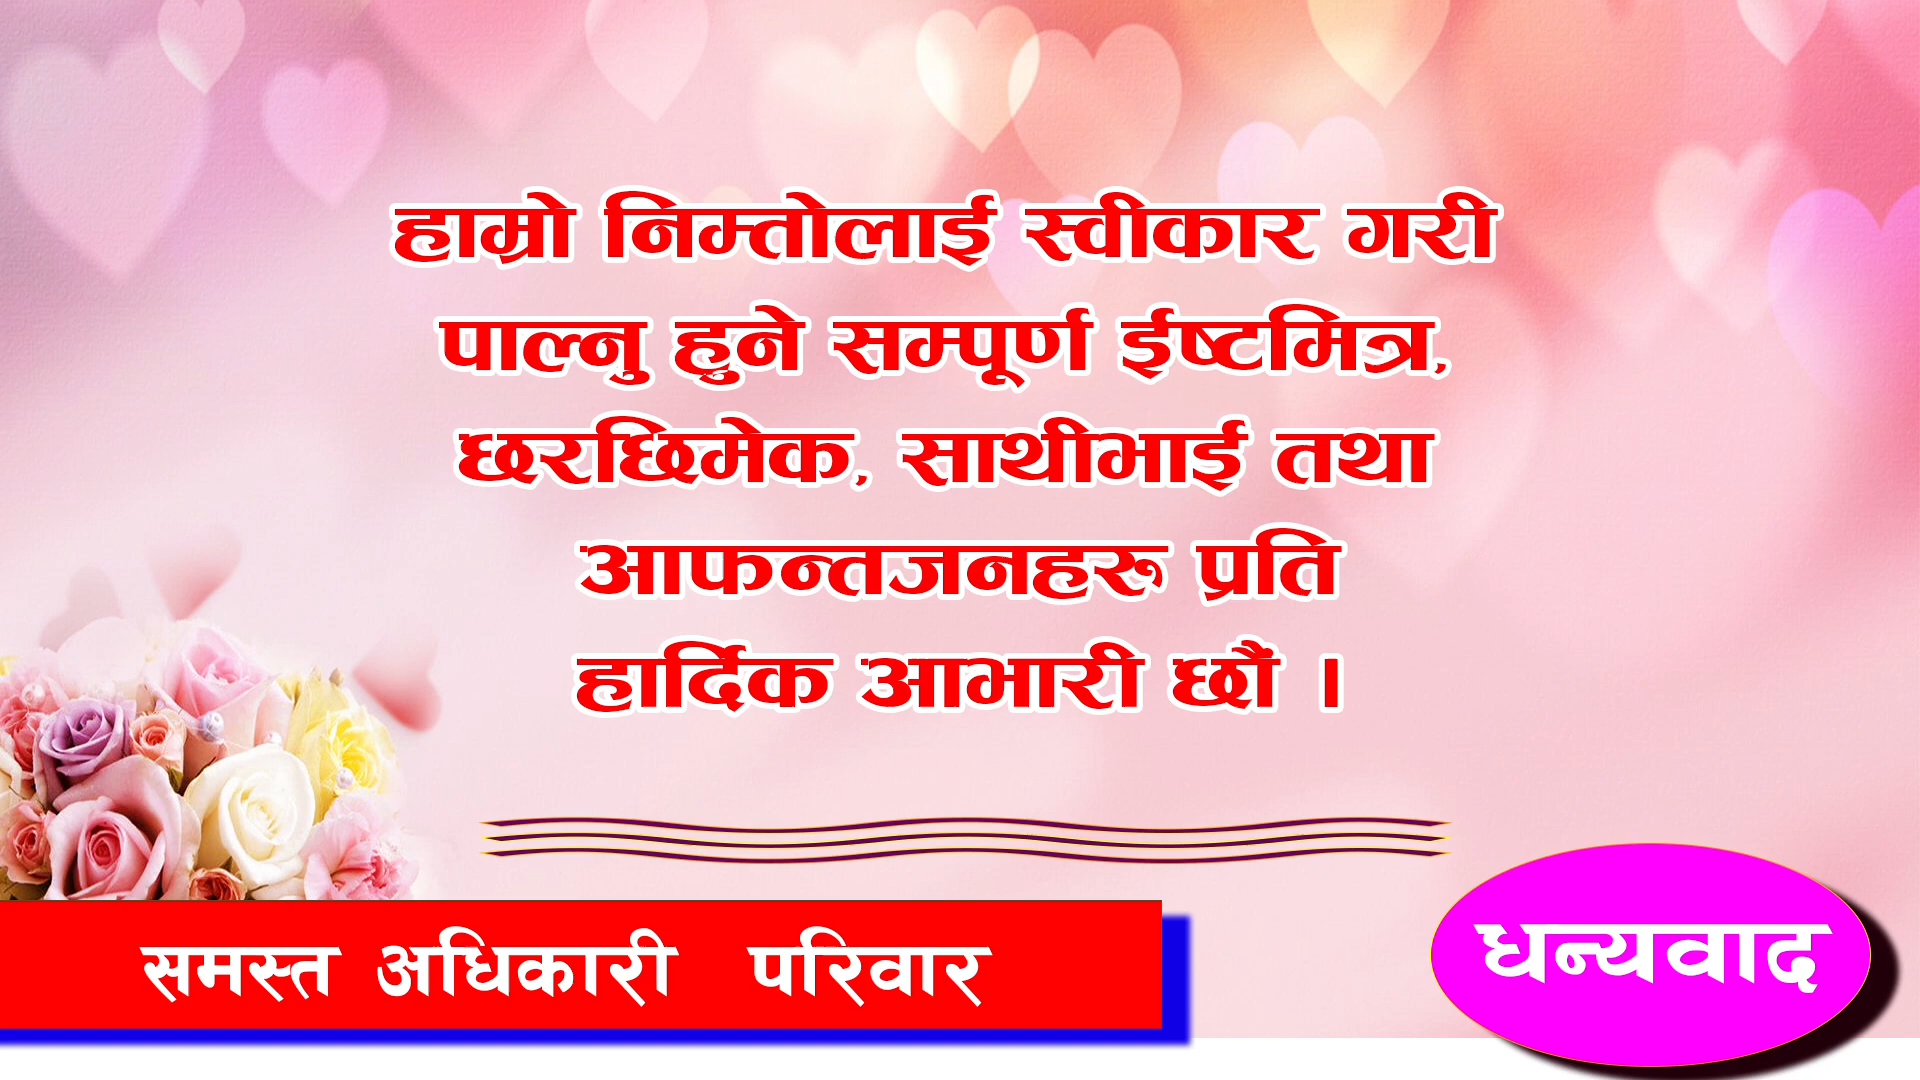 हाम्रो निम्तोलाई स्वीकार गरी
पाल्नु हुने सम्पूर्ण ईष्टमित्र,
छरछिमेक, साथीभाई तथा
आफन्तजनहरू प्रति
हार्दिक आभारी छौं ।
समस्त अधिकारी परिवार
धन्यवाद